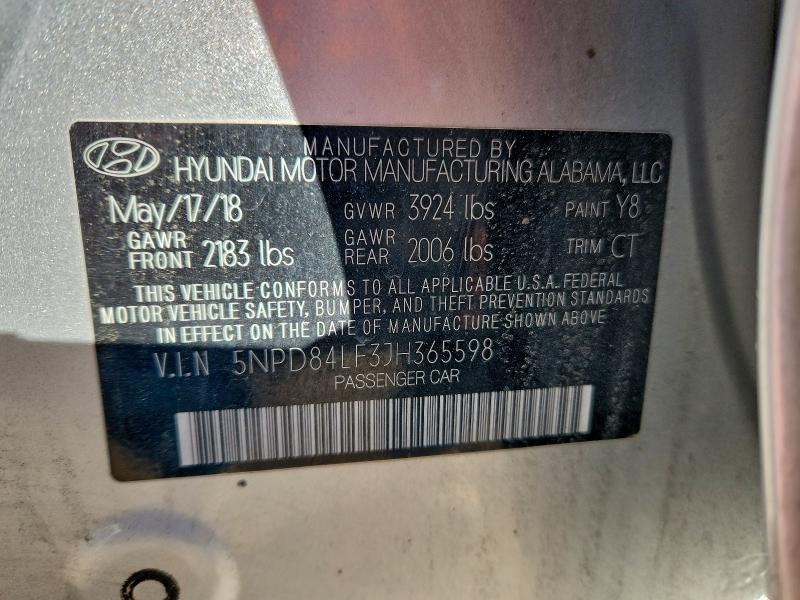 MANUFACTURED BY
HYUNDAI MOTOR MANUFACTURING ALABAMA, LLC
May/17/18 GVWR 3924 lbs PAINT Y8
GAWR FRONT 2183 lbs GAWR REAR 2006 lbs TRIM CT
THIS VEHICLE CONFORMS TO ALL APPLICABLE U.S.A. FEDERAL
MOTOR VEHICLE SAFETY, BUMPER, AND THEFT PREVENTION STANDARDS
IN EFFECT ON THE DATE OF MANUFACTURE SHOWN ABOVE.
V.I.N 5NPD84LF3JH365598
PASSENGER CAR